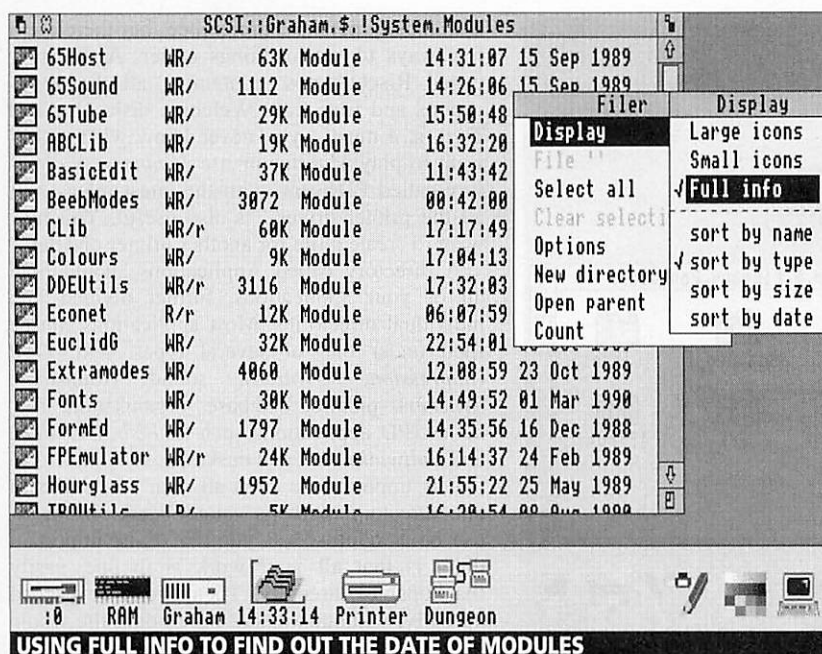 SCSI::Graham.$.!System.Modules
65Host WR/ 63K Module 14:31:07 15 Sep 1989
65Sound WR/ 1112 Module 14:26:06 15 Sep 1989
65Tube WR/ 29K Module 15:50:48
ABCLib WR/ 19K Module 16:32:20
BasicEdit WR/ 37K Module 11:43:42
BeebModes WR/ 3072 Module 00:42:00
CLib WR/r 60K Module 17:17:49
Colours WR/ 9K Module 17:04:13
DDEUtils WR/r 3116 Module 17:32:03
Econet R/r 12K Module 06:07:59
EuclidG WR/ 32K Module 22:54:01
Extramodes WR/ 4060 Module 12:08:59 23 Oct 1989
Fonts WR/ 30K Module 14:49:52 01 Mar 1990
FormEd WR/ 1797 Module 14:35:56 16 Dec 1988
FPEmulator WR/r 24K Module 16:14:37 24 Feb 1989
Hourglass WR/ 1952 Module 21:55:22 25 May 1989
5K Module 16:20:54
Filer
Display
File ''
Select all
Clear selecti
Options
New directory
Open parent
Count
Display
Large icons
Small icons
√Full info
sort by name
√sort by type
sort by size
sort by date
:0 RAM Graham 14:33:14 Printer Dungeon
USING FULL INFO TO FIND OUT THE DATE OF MODULES